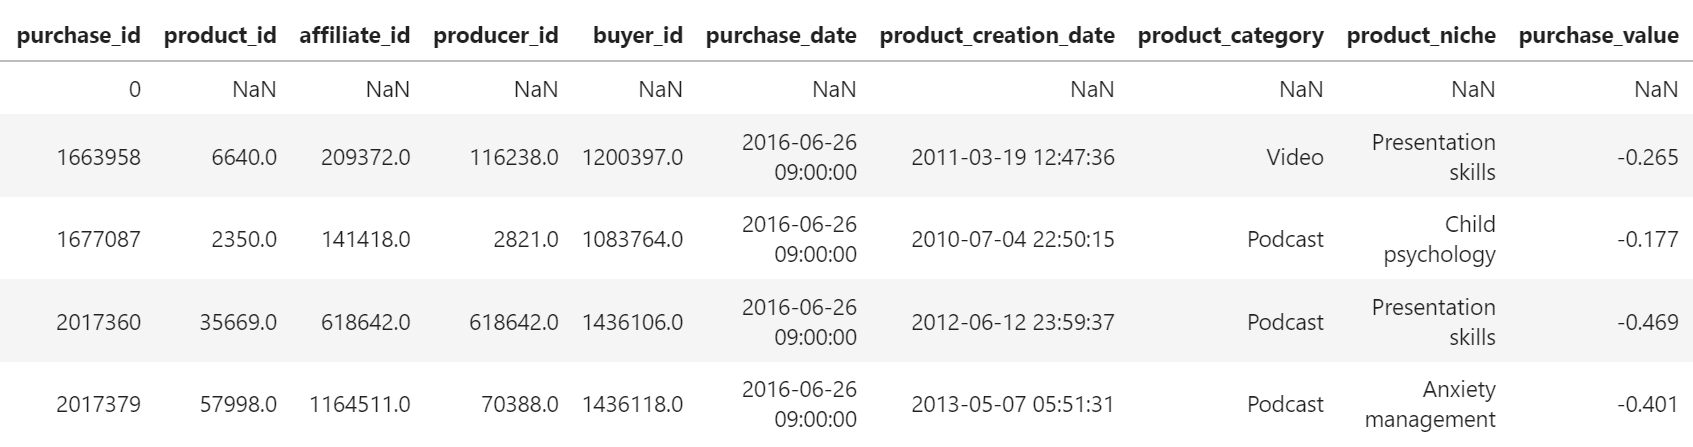 purchase_id product_id affiliate_id producer_id buyer_id purchase_date product_creation_date product_category product_niche purchase_value
0 NaN NaN NaN NaN NaN NaN NaN NaN NaN
1663958 6640.0 209372.0 116238.0 1200397.0 2016-06-26 09:00:00 2011-03-19 12:47:36 Video Presentation skills -0.265
1677087 2350.0 141418.0 2821.0 1083764.0 2016-06-26 09:00:00 2010-07-04 22:50:15 Podcast Child psychology -0.177
2017360 35669.0 618642.0 618642.0 1436106.0 2016-06-26 09:00:00 2012-06-12 23:59:37 Podcast Presentation skills -0.469
2017379 57998.0 1164511.0 70388.0 1436118.0 2016-06-26 09:00:00 2013-05-07 05:51:31 Podcast Anxiety management -0.401